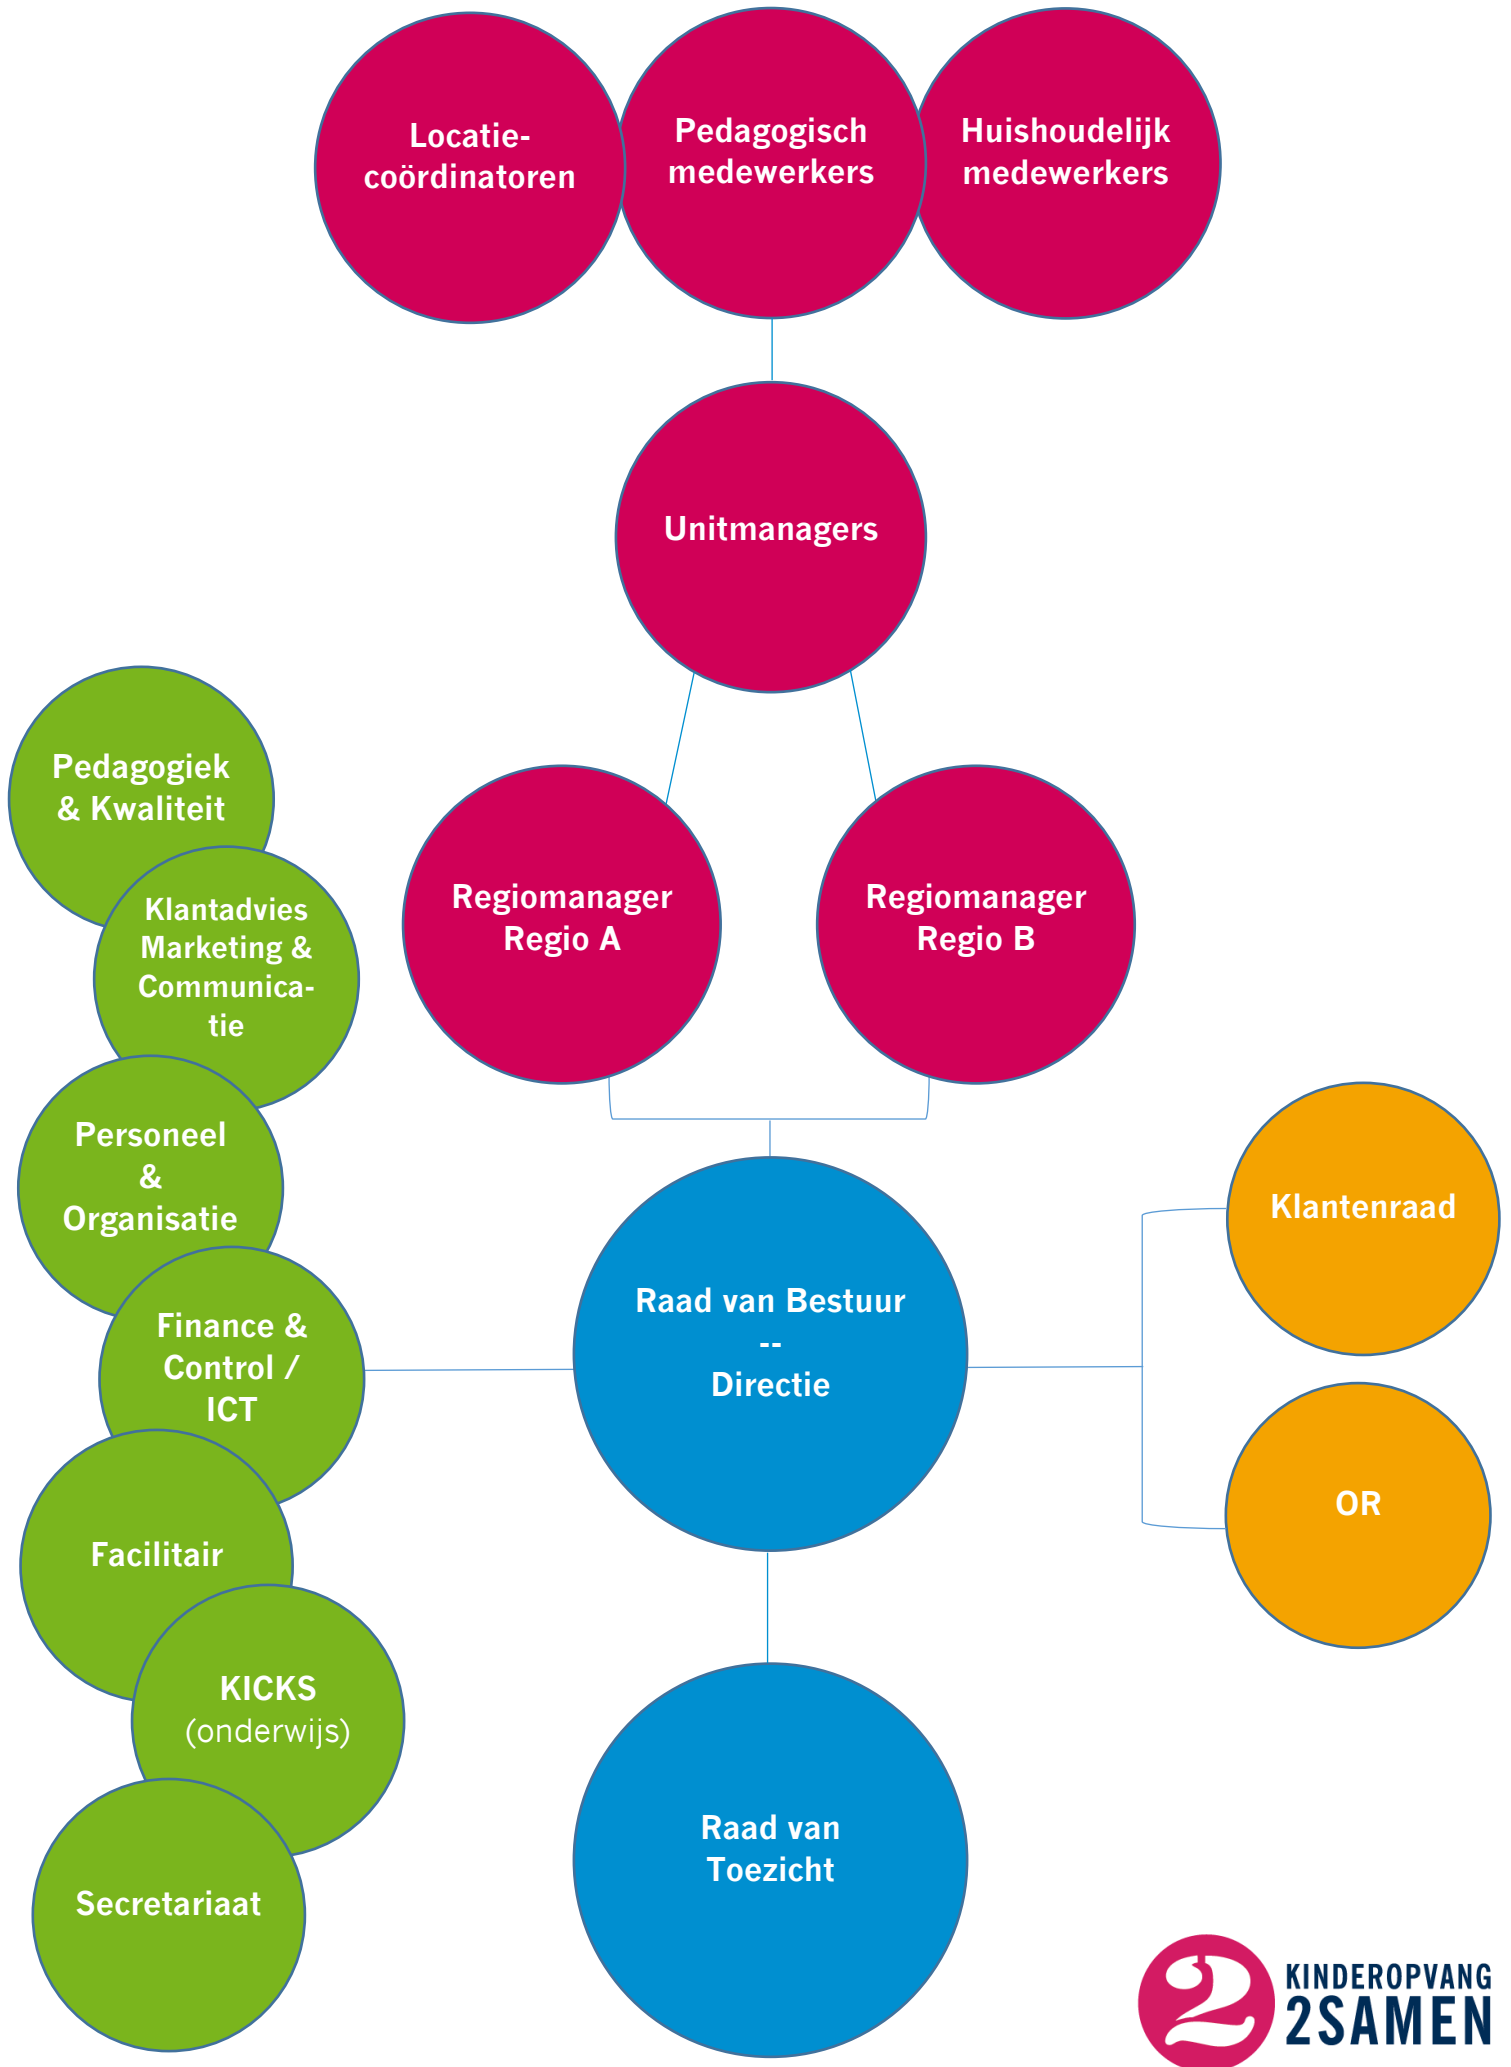 Locatie-
coördinatoren
Pedagogisch
medewerkers
Huishoudelijk
medewerkers
Unitmanagers
Pedagogiek
& Kwaliteit
Klantadvies
Marketing &
Communica-
tie
Regiomanager
Regio A
Regiomanager
Regio B
Personeel
&
Organisatie
Finance &
Control /
ICT
Raad van Bestuur
--
Directie
Klantenraad
OR
Facilitair
KICKS
(onderwijs)
Secretariaat
Raad van
Toezicht
2
KINDEROPVANG
2SAMEN